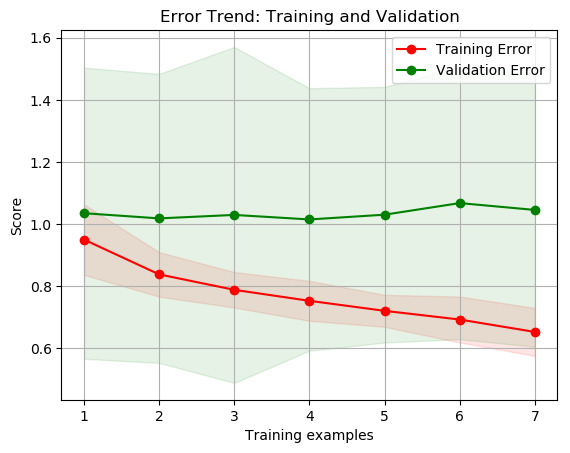 Error Trend: Training and Validation
1.6
1.4
1.2
1.0
0.8
0.6
Score
Training Error
Validation Error
1 2 3 4 5 6 7
Training examples